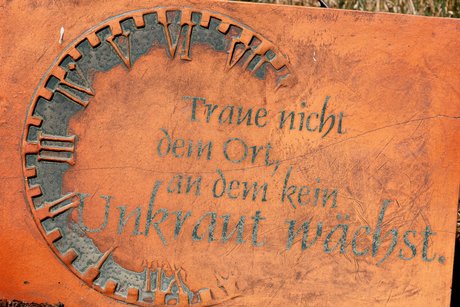 Traue nicht
dem Ort,
an dem kein
Unkraut wächst.